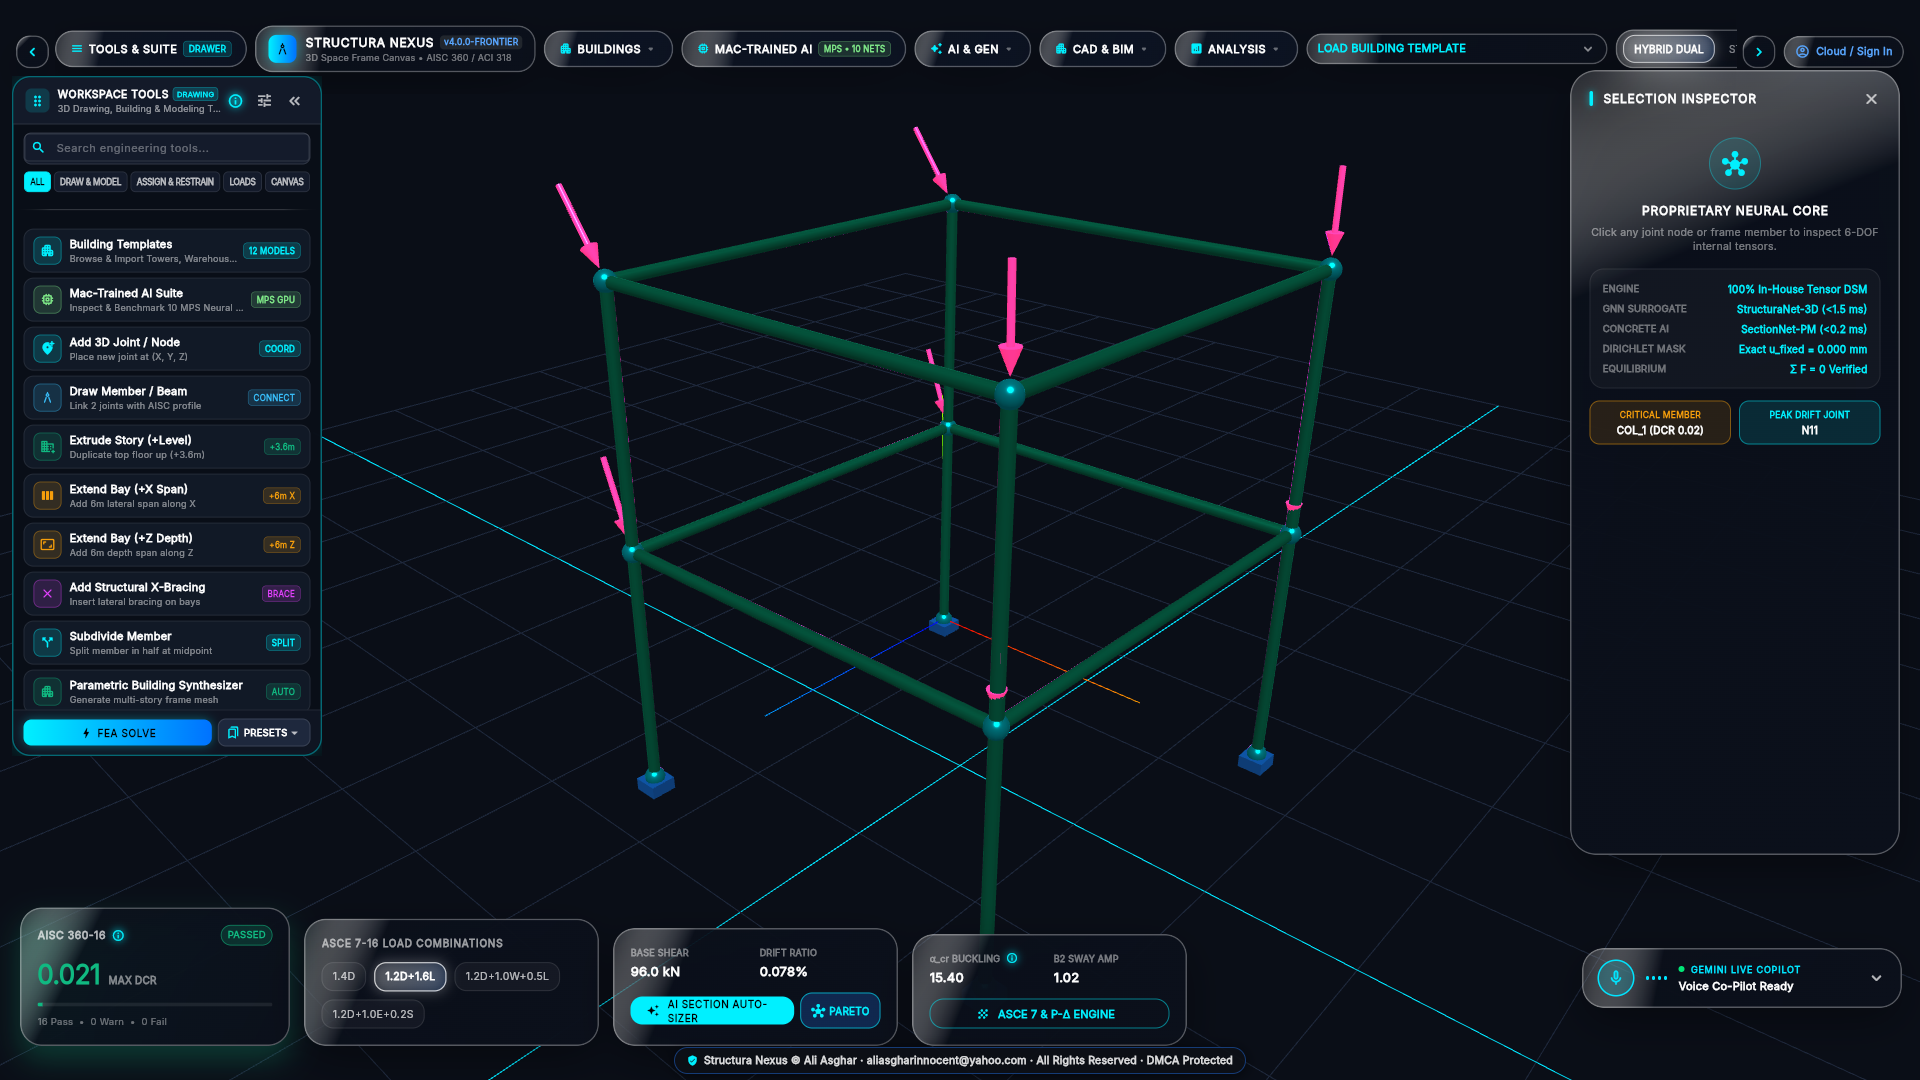 TOOLS & SUITE DRAWER
STRUCTURA NEXUS v4.0.0-FRONTIER
3D Space Frame Canvas • AISC 360 / ACI 318
BUILDINGS
MAC-TRAINED AI MPS • 10 NETS
AI & GEN
CAD & BIM
ANALYSIS
LOAD BUILDING TEMPLATE
HYBRID DUAL
Cloud / Sign In
WORKSPACE TOOLS DRAWING
3D Drawing, Building & Modeling T...
Search engineering tools...
ALL DRAW & MODEL ASSIGN & RESTRAIN LOADS CANVAS
Building Templates
Browse & Import Towers, Warehous...
12 MODELS
Mac-Trained AI Suite
Inspect & Benchmark 10 MPS Neural ...
MPS GPU
Add 3D Joint / Node
Place new joint at (X, Y, Z)
COORD
Draw Member / Beam
Link 2 joints with AISC profile
CONNECT
Extrude Story (+Level)
Duplicate top floor up (+3.6m)
+3.6m
Extend Bay (+X Span)
Add 6m lateral span along X
+6m X
Extend Bay (+Z Depth)
Add 6m depth span along Z
+6m Z
Add Structural X-Bracing
Insert lateral bracing on bays
BRACE
Subdivide Member
Split member in half at midpoint
SPLIT
Parametric Building Synthesizer
Generate multi-story frame mesh
AUTO
FEA SOLVE
PRESETS
SELECTION INSPECTOR
PROPRIETARY NEURAL CORE
Click any joint node or frame member to inspect 6-DOF
internal tensors.
ENGINE 100% In-House Tensor DSM
GNN SURROGATE StructuraNet-3D (<1.5 ms)
CONCRETE AI SectionNet-PM (<0.2 ms)
DIRICHLET MASK Exact u_fixed = 0.000 mm
EQUILIBRIUM Σ F = 0 Verified
CRITICAL MEMBER
COL_1 (DCR 0.02)
PEAK DRIFT JOINT
N11
AISC 360-16
PASSED
0.021 MAX DCR
16 Pass • 0 Warn • 0 Fail
ASCE 7-16 LOAD COMBINATIONS
1.4D 1.2D+1.6L 1.2D+1.0W+0.5L
1.2D+1.0E+0.2S
BASE SHEAR
96.0 kN
DRIFT RATIO
0.078%
AI SECTION AUTO-
SIZER
PARETO
α_cr BUCKLING
15.40
B2 SWAY AMP
1.02
ASCE 7 & P-Δ ENGINE
GEMINI LIVE COPILOT
Voice Co-Pilot Ready
Structura Nexus © Ali Asghar · aliasgharinnocent@yahoo.com · All Rights Reserved · DMCA Protected